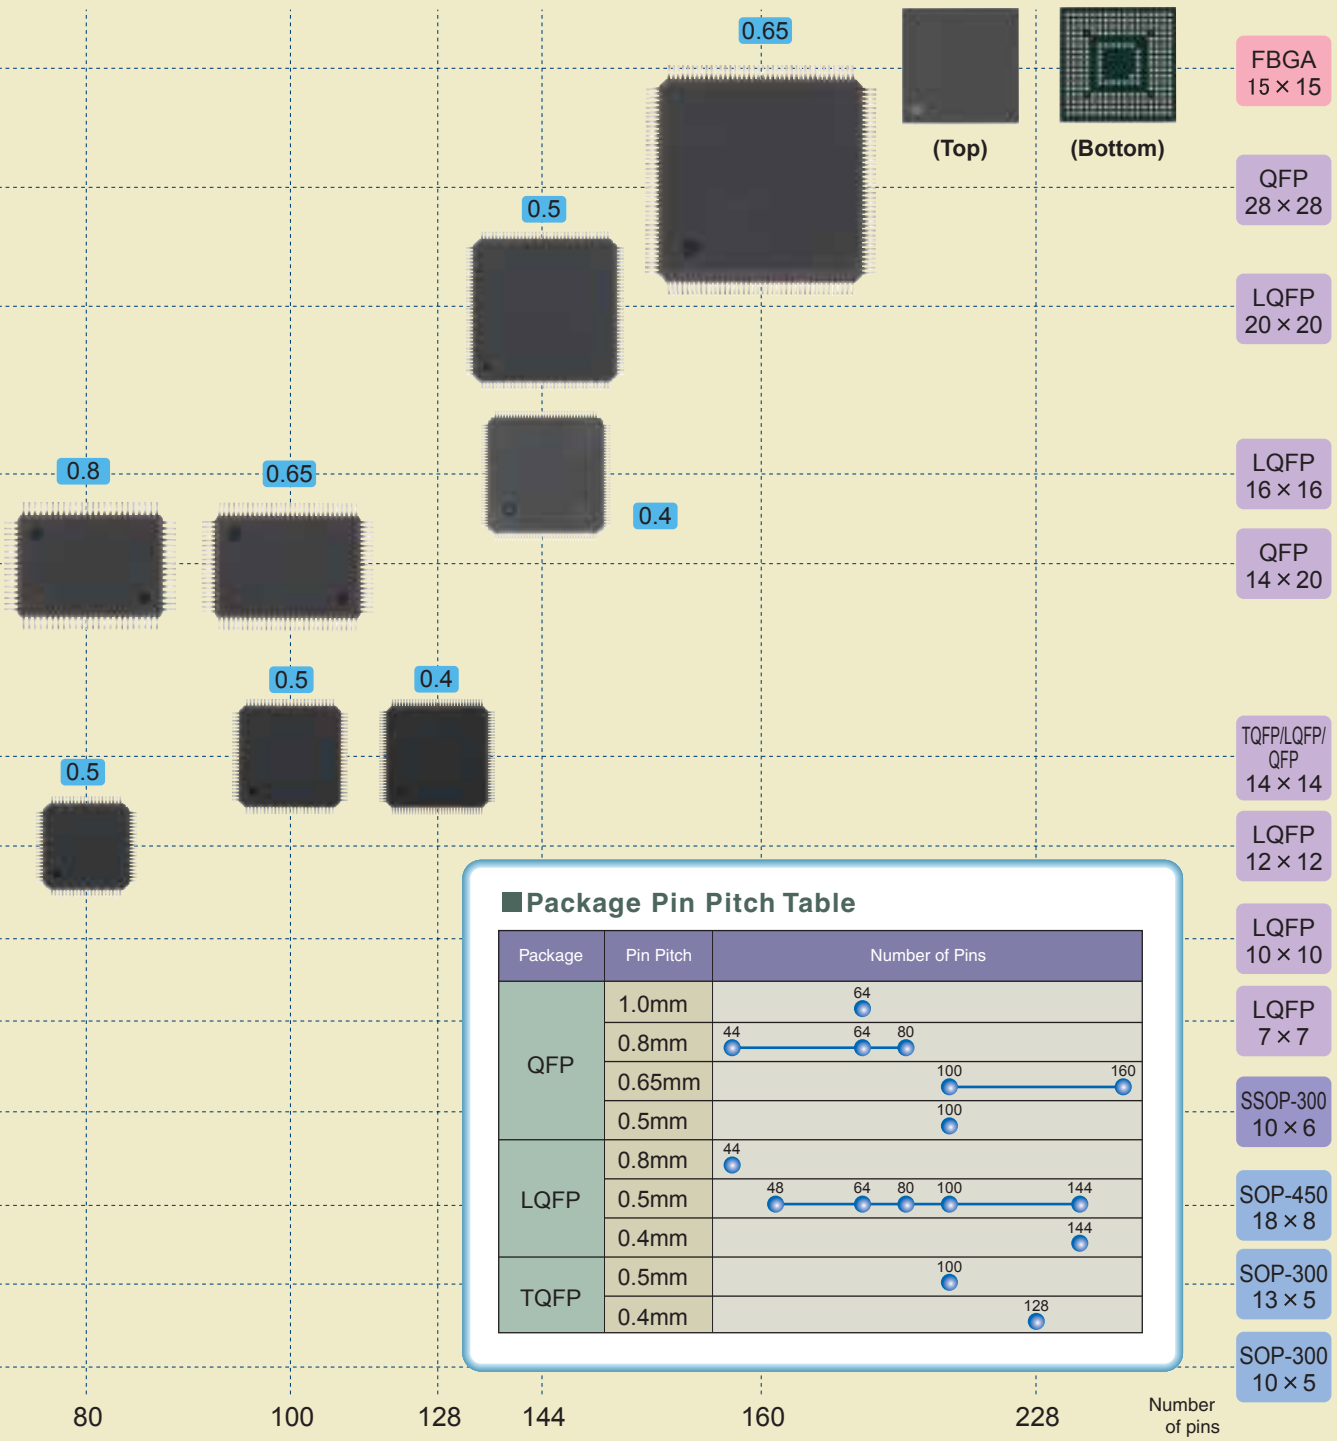 0.65
(Top)
(Bottom)
FBGA
15 × 15
QFP
28 × 28
0.5
LQFP
20 × 20
0.8
0.65
0.4
LQFP
16 × 16
QFP
14 × 20
0.5
0.4
TQFP/LQFP/
QFP
14 × 14
0.5
LQFP
12 × 12
LQFP
10 × 10
LQFP
7 × 7
SSOP-300
10 × 6
SOP-450
18 × 8
SOP-300
13 × 5
SOP-300
10 × 5
■Package Pin Pitch Table
Package Pin Pitch Number of Pins
QFP
1.0mm 64
0.8mm 44 64 80
0.65mm 100 160
0.5mm 100
LQFP
0.8mm 44
0.5mm 48 64 80 100 144
0.4mm 144
TQFP
0.5mm 100
0.4mm 128
80 100 128 144 160 228
Number
of pins